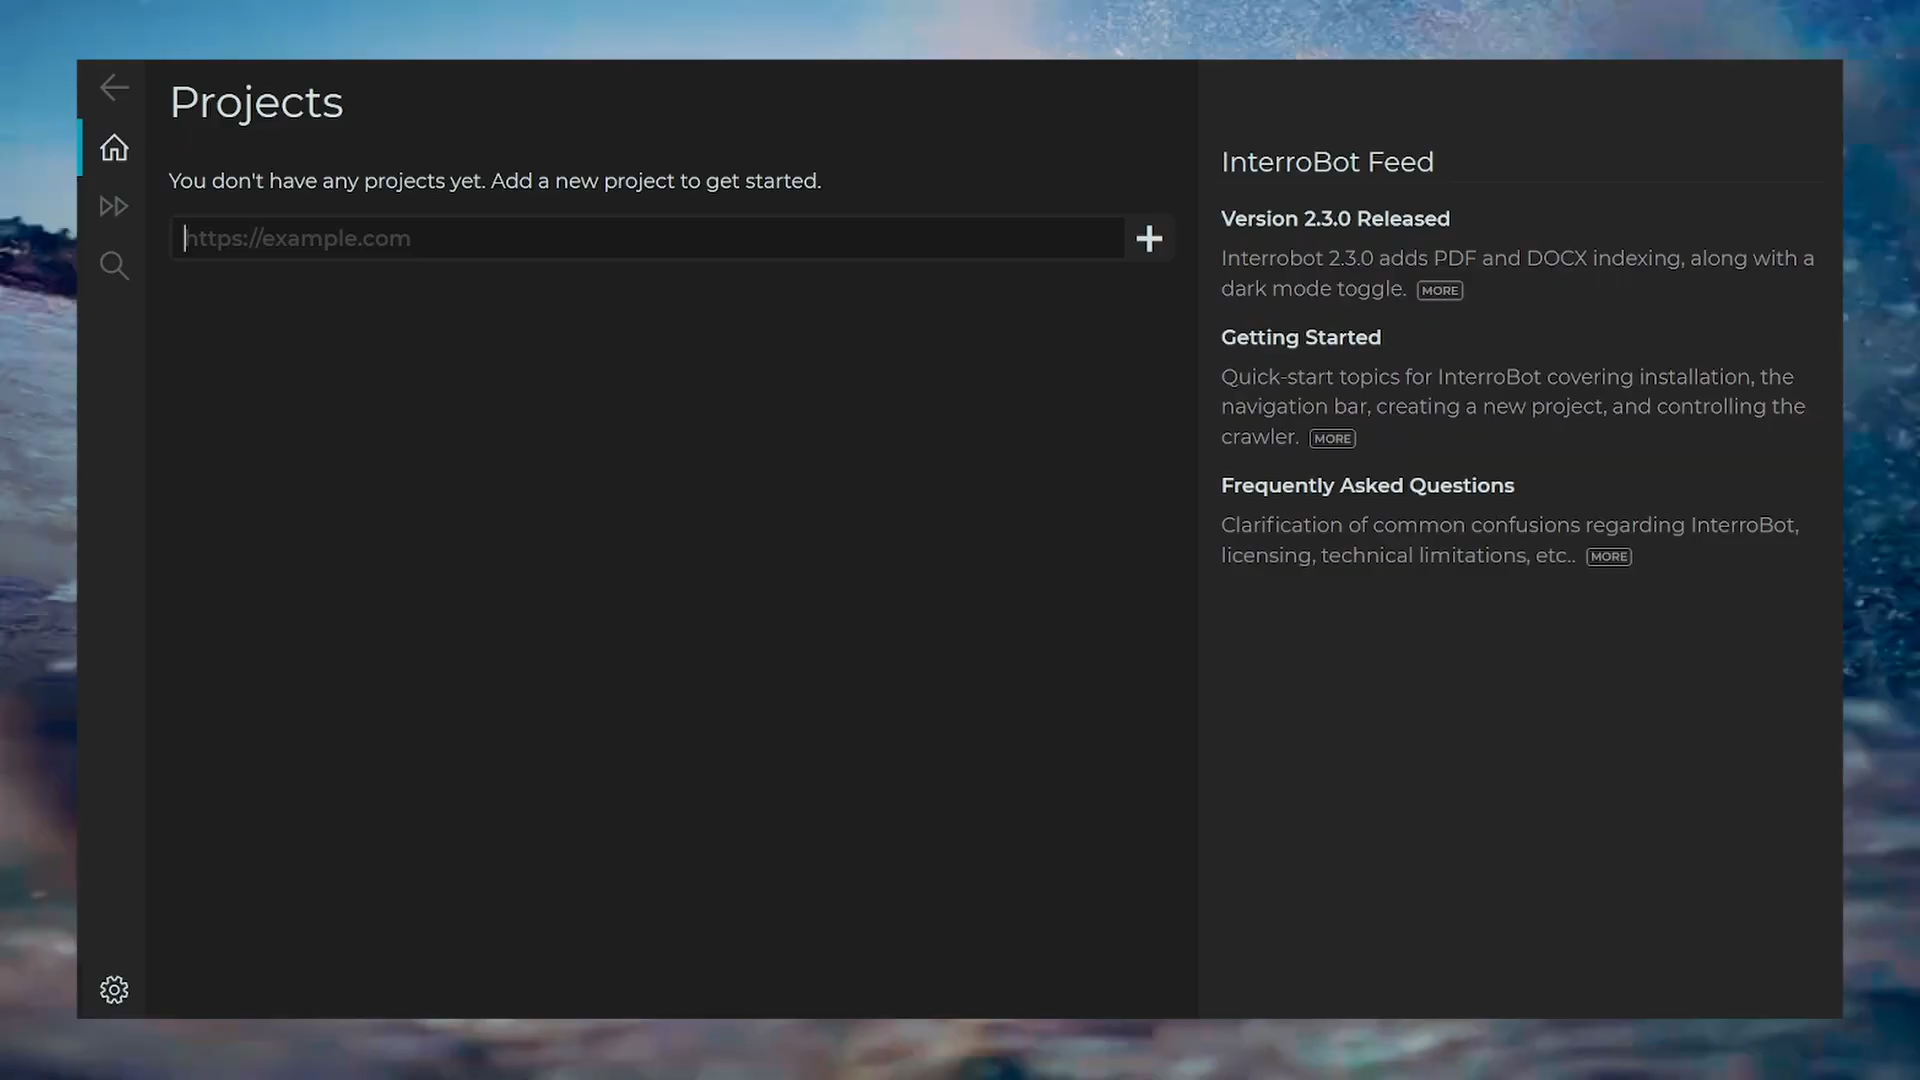 Projects
You don't have any projects yet. Add a new project to get started.
https://example.com
InterroBot Feed
Version 2.3.0 Released
Interrobot 2.3.0 adds PDF and DOCX indexing, along with a
dark mode toggle. MORE
Getting Started
Quick-start topics for InterroBot covering installation, the
navigation bar, creating a new project, and controlling the
crawler. MORE
Frequently Asked Questions
Clarification of common confusions regarding InterroBot,
licensing, technical limitations, etc.. MORE